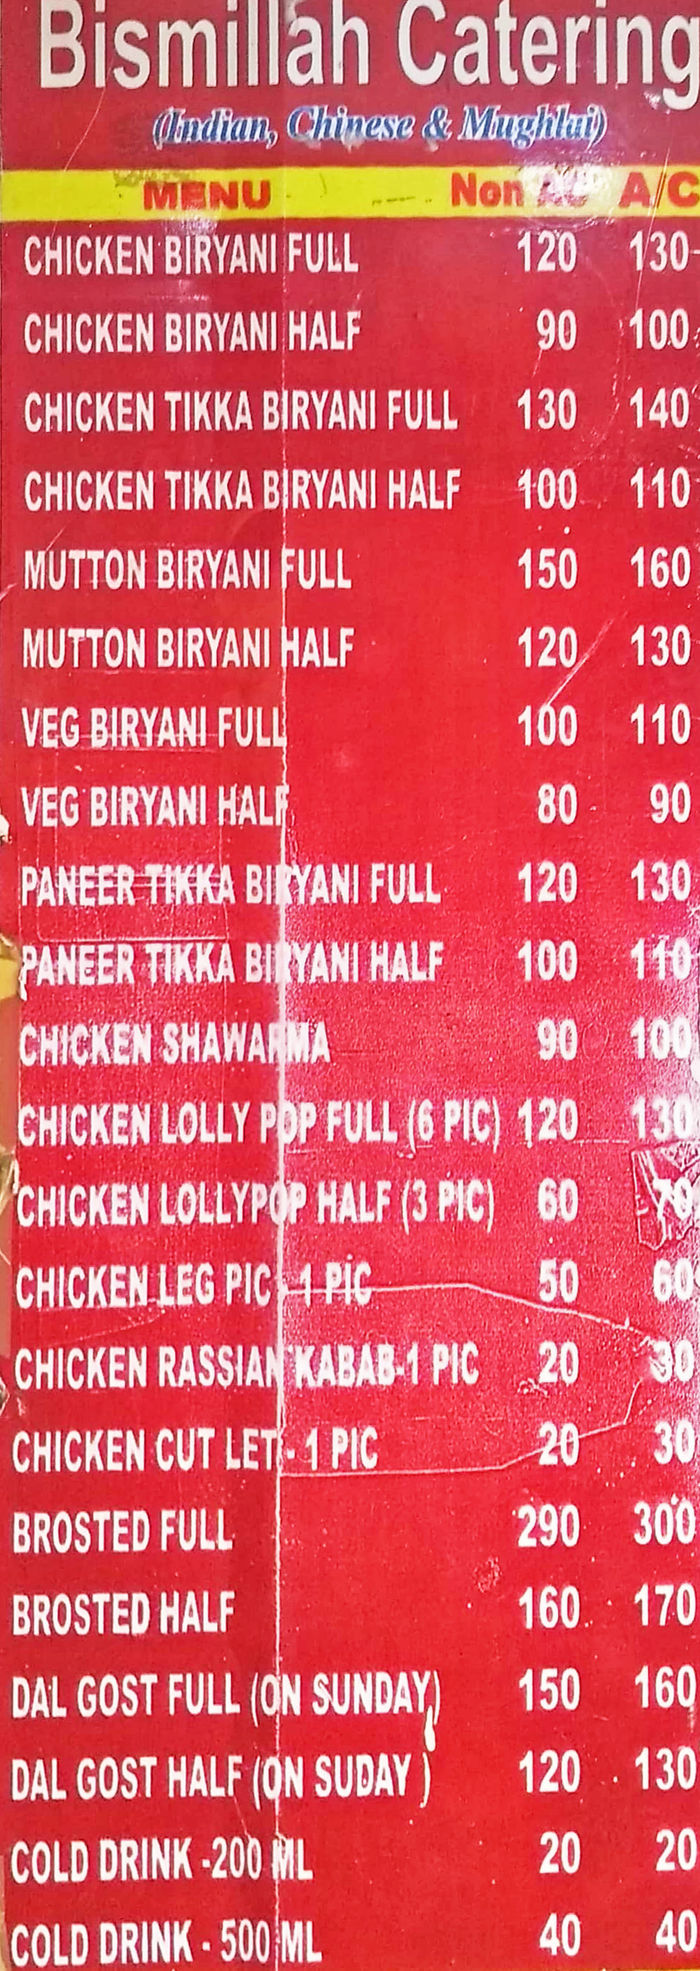 Bismillah Catering
(Indian, Chinese & Mughlai)
MENU Non AC A/C
CHICKEN BIRYANI FULL 120 130
CHICKEN BIRYANI HALF 90 100
CHICKEN TIKKA BIRYANI FULL 130 140
CHICKEN TIKKA BIRYANI HALF 100 110
MUTTON BIRYANI FULL 150 160
MUTTON BIRYANI HALF 120 130
VEG BIRYANI FULL 100 110
VEG BIRYANI HALF 80 90
PANEER TIKKA BIRYANI FULL 120 130
PANEER TIKKA BIRYANI HALF 100 110
CHICKEN SHAWARMA 90 100
CHICKEN LOLLY POP FULL (6 PIC) 120 130
CHICKEN LOLLYPOP HALF (3 PIC) 60 70
CHICKEN LEG PIC - 1 PIC 50 60
CHICKEN RASSIAN KABAB-1 PIC 20 30
CHICKEN CUT LET - 1 PIC 20 30
BROSTED FULL 290 300
BROSTED HALF 160 170
DAL GOST FULL (ON SUNDAY) 150 160
DAL GOST HALF (ON SUDAY ) 120 130
COLD DRINK -200 ML 20 20
COLD DRINK - 500 ML 40 40